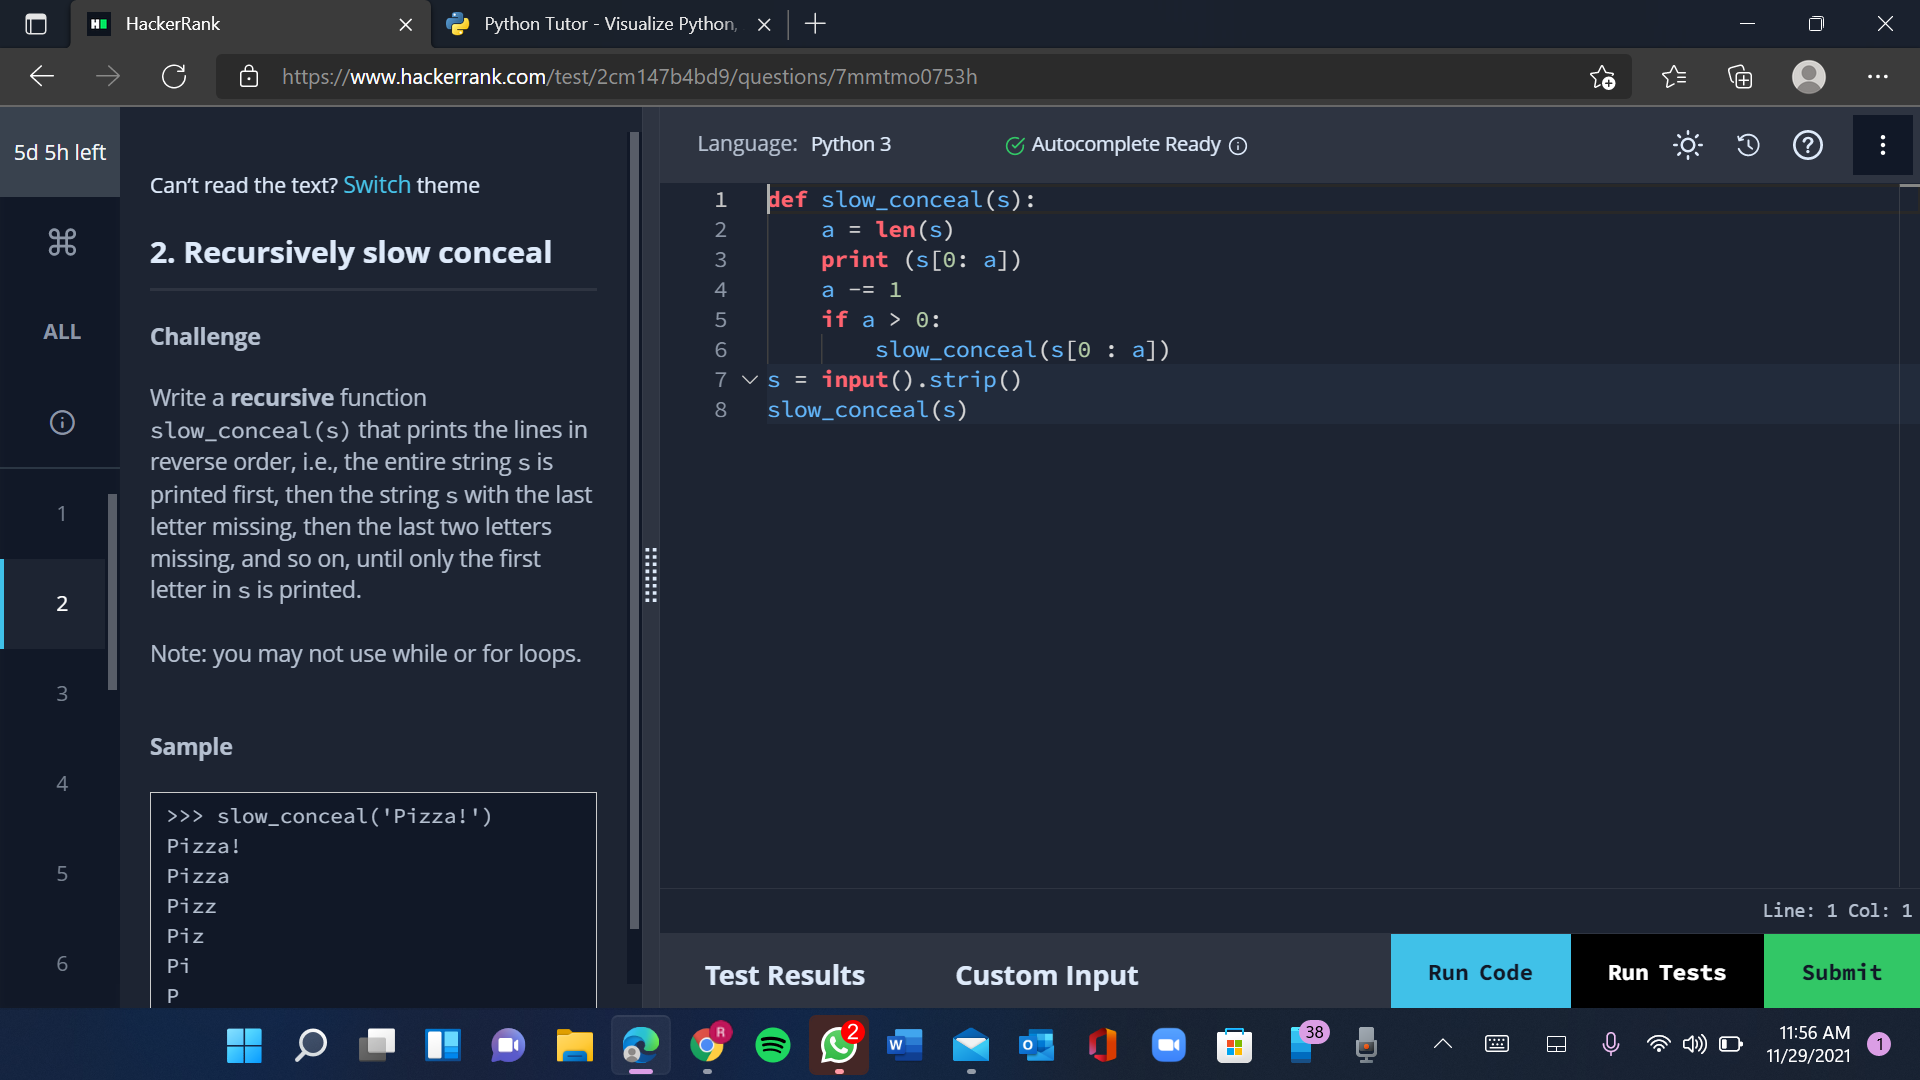 HackerRank
Python Tutor - Visualize Python,
https://www.hackerrank.com/test/2cm147b4bd9/questions/7mmtmo0753h
5d 5h left
ALL
1
2
3
4
5
6
Can't read the text? Switch theme
2. Recursively slow conceal
Challenge
Write a recursive function
slow_conceal(s) that prints the lines in
reverse order, i.e., the entire string s is
printed first, then the string s with the last
letter missing, then the last two letters
missing, and so on, until only the first
letter in s is printed.
Note: you may not use while or for loops.
Sample
>>> slow_conceal('Pizza!')
Pizza!
Pizza
Pizz
Piz
Pi
P
Language: Python 3
Autocomplete Ready
1 def slow_conceal(s):
2 a = len(s)
3 print (s[0: a])
4 a -= 1
5 if a > 0:
6 slow_conceal(s[0 : a])
7 s = input().strip()
8 slow_conceal(s)
Line: 1 Col: 1
Test Results
Custom Input
Run Code
Run Tests
Submit
R
2
38
11:56 AM
11/29/2021
1